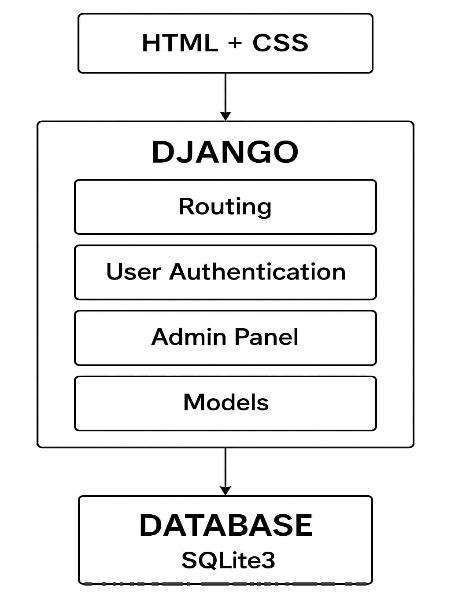 HTML + CSS
DJANGO
Routing
User Authentication
Admin Panel
Models
DATABASE
SQLite3